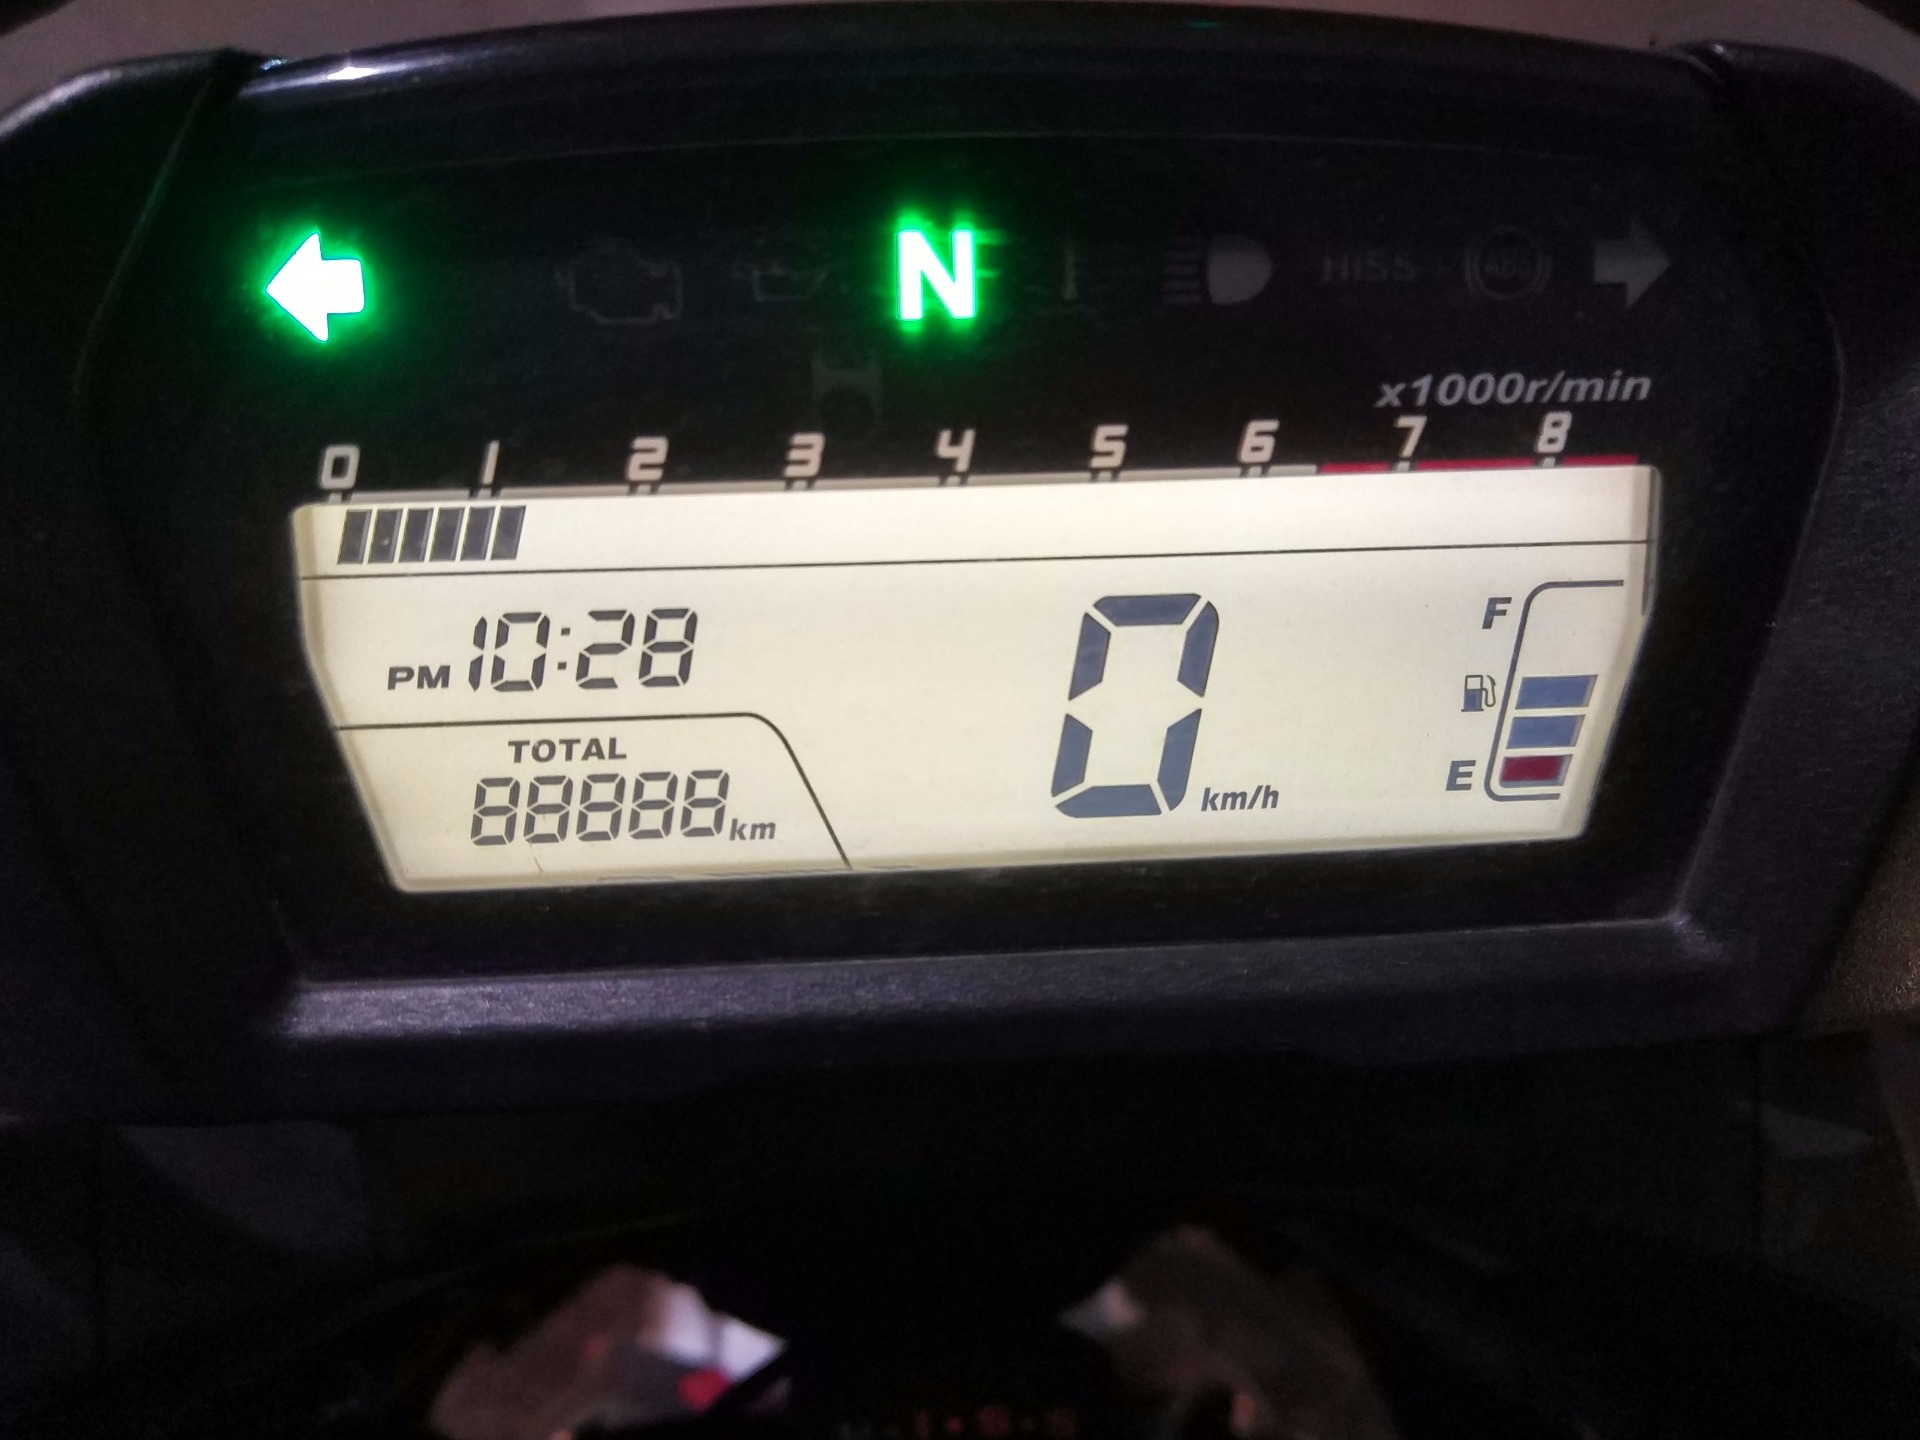 N
HISS ABS
x1000r/min
0 1 2 3 4 5 6 7 8
PM 10:28
TOTAL
88888 km
0 km/h
F
E